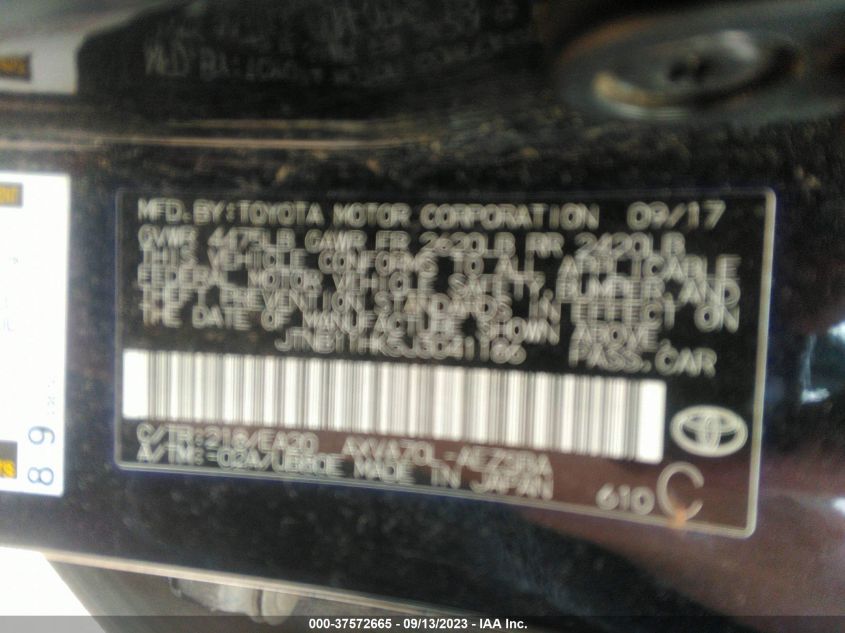 MFD.BY:TOYOTA MOTOR CORPORATION 09/17
GVWR 4475LB GAWR FR 2620LB RR 2420LB
THIS VEHICLE CONFORMS TO ALL APPLICABLE
FEDERAL MOTOR VEHICLE SAFETY, BUMPER AND
THEFT PREVENTION STANDARDS IN EFFECT ON
THE DATE OF MANUFACTURE SHOWN ABOVE.
PASS.CAR
C/TR:218/EA20
A/TM:-02A/UB80E MADE IN JAPAN
610 C
89
000-37572665 - 09/13/2023 - IAA Inc.